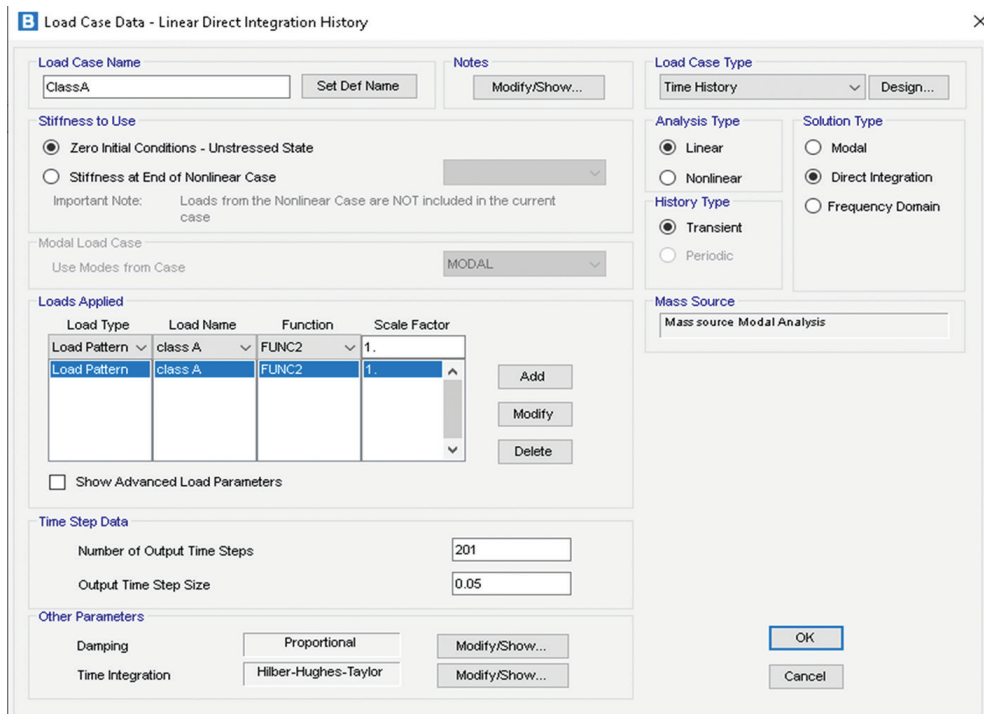 B Load Case Data - Linear Direct Integration History
Load Case Name
ClassA
Set Def Name
Notes
Modify/Show...
Load Case Type
Time History
Design...
Stiffness to Use
Zero Initial Conditions - Unstressed State
Stiffness at End of Nonlinear Case
Important Note: Loads from the Nonlinear Case are NOT included in the current
case
Analysis Type
Linear
Nonlinear
Solution Type
Modal
Direct Integration
Frequency Domain
History Type
Transient
Periodic
Modal Load Case
Use Modes from Case
MODAL
Loads Applied
Load Type Load Name Function Scale Factor
Load Pattern class A FUNC2 1.
Load Pattern class A FUNC2 1.
Add
Modify
Delete
Show Advanced Load Parameters
Mass Source
Mass source Modal Analysis
Time Step Data
Number of Output Time Steps 201
Output Time Step Size 0.05
Other Parameters
Damping Proportional Modify/Show...
Time Integration Hilber-Hughes-Taylor Modify/Show...
OK
Cancel